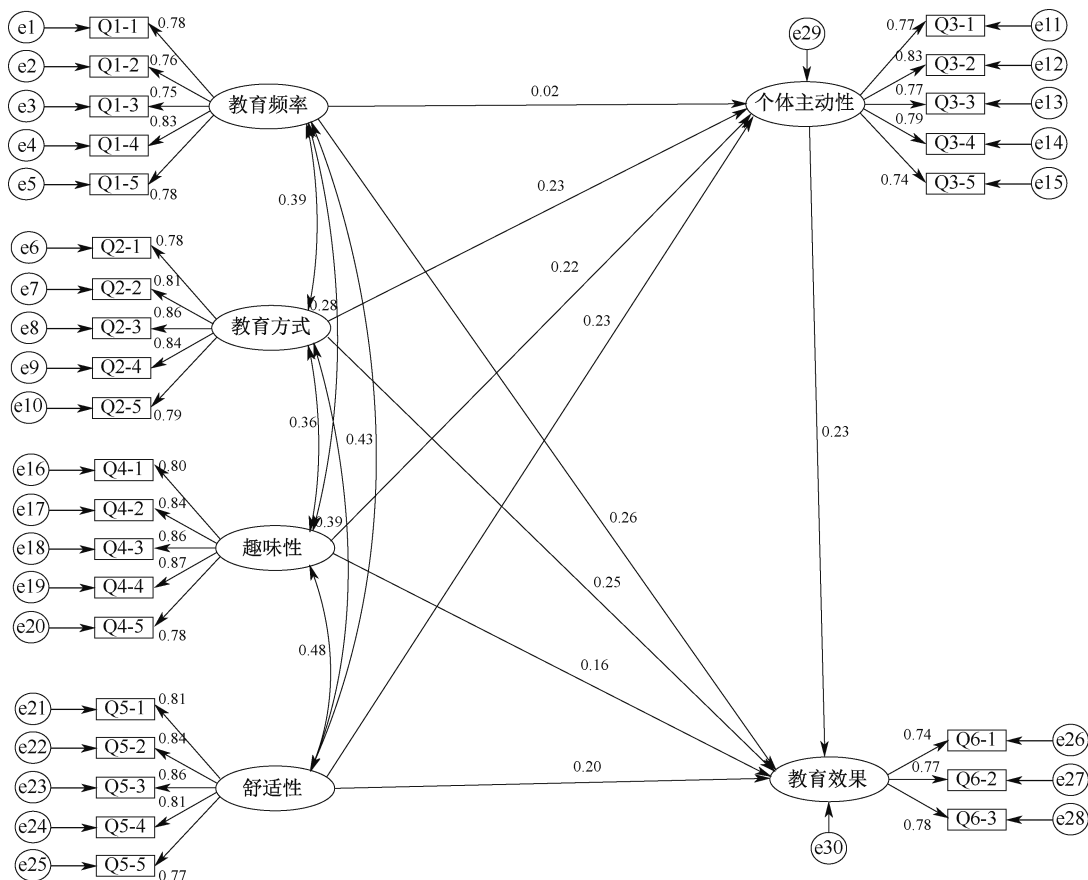 e1
Q1-1
0.78
e2
Q1-2
0.76
e3
Q1-3
0.75
e4
Q1-4
0.83
e5
Q1-5
0.78
教育频率
e6
Q2-1
0.78
e7
Q2-2
0.81
e8
Q2-3
0.86
e9
Q2-4
0.84
e10
Q2-5
0.79
教育方式
e16
Q4-1
0.80
e17
Q4-2
0.84
e18
Q4-3
0.86
e19
Q4-4
0.87
e20
Q4-5
0.78
趣味性
e21
Q5-1
0.81
e22
Q5-2
0.84
e23
Q5-3
0.86
e24
Q5-4
0.81
e25
Q5-5
0.77
舒适性
0.39
0.28
0.36
0.43
0.39
0.48
0.02
0.23
0.22
0.23
0.26
0.25
0.16
0.20
0.23
e29
个体主动性
0.77
Q3-1
e11
0.83
Q3-2
e12
0.77
Q3-3
e13
0.79
Q3-4
e14
0.74
Q3-5
e15
教育效果
e30
0.74
Q6-1
e26
0.77
Q6-2
e27
0.78
Q6-3
e28